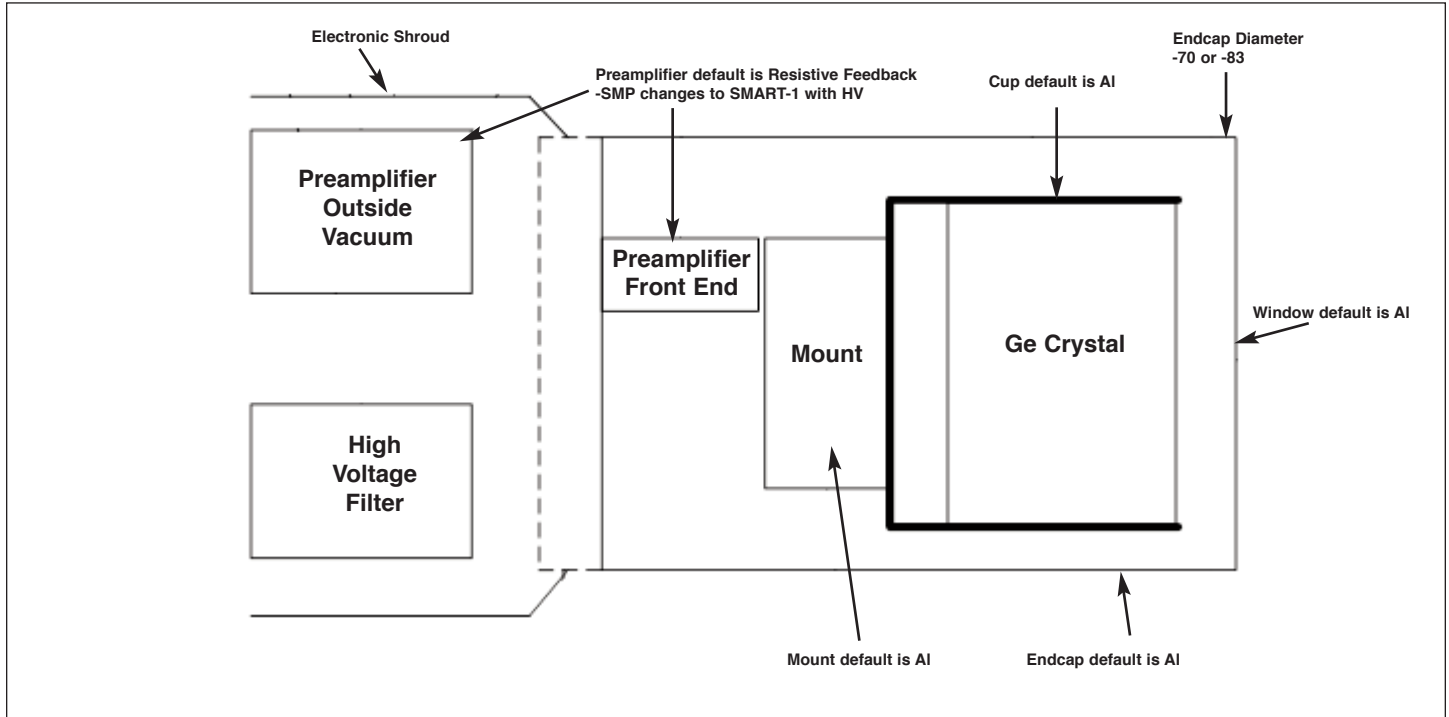 Electronic Shroud
Endcap Diameter
-70 or -83
Preamplifier default is Resistive Feedback
-SMP changes to SMART-1 with HV
Cup default is Al
Preamplifier
Outside
Vacuum
Preamplifier
Front End
Window default is Al
Mount
Ge Crystal
High
Voltage
Filter
Mount default is Al
Endcap default is Al